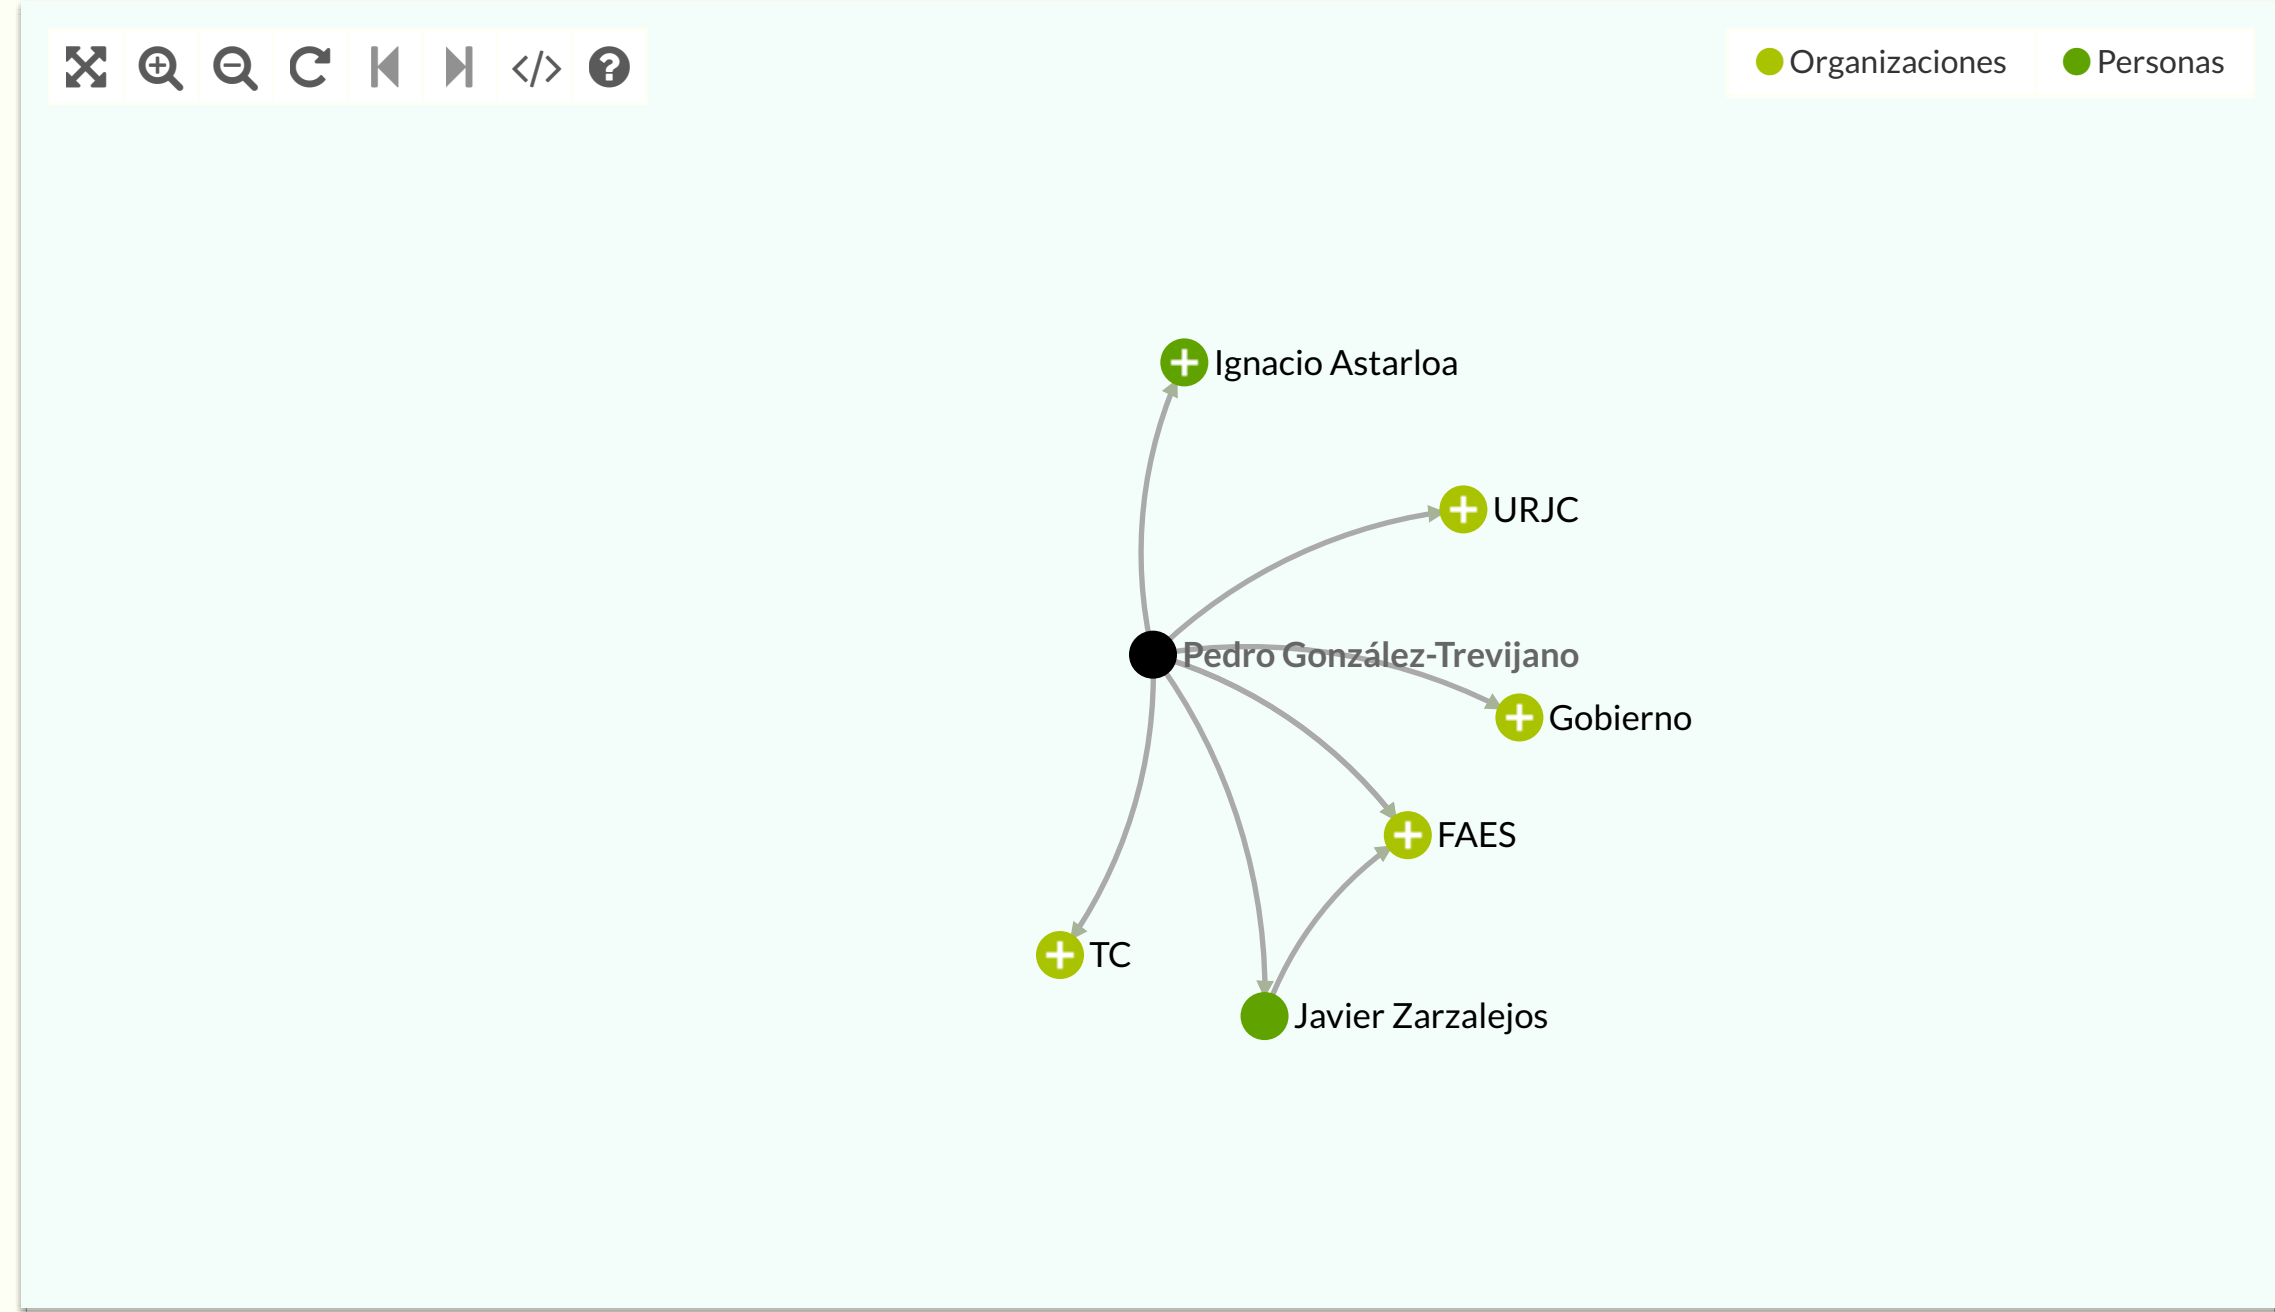 Organizaciones
Personas
Ignacio Astarloa
URJC
Pedro González-Trevijano
Gobierno
FAES
TC
Javier Zarzalejos